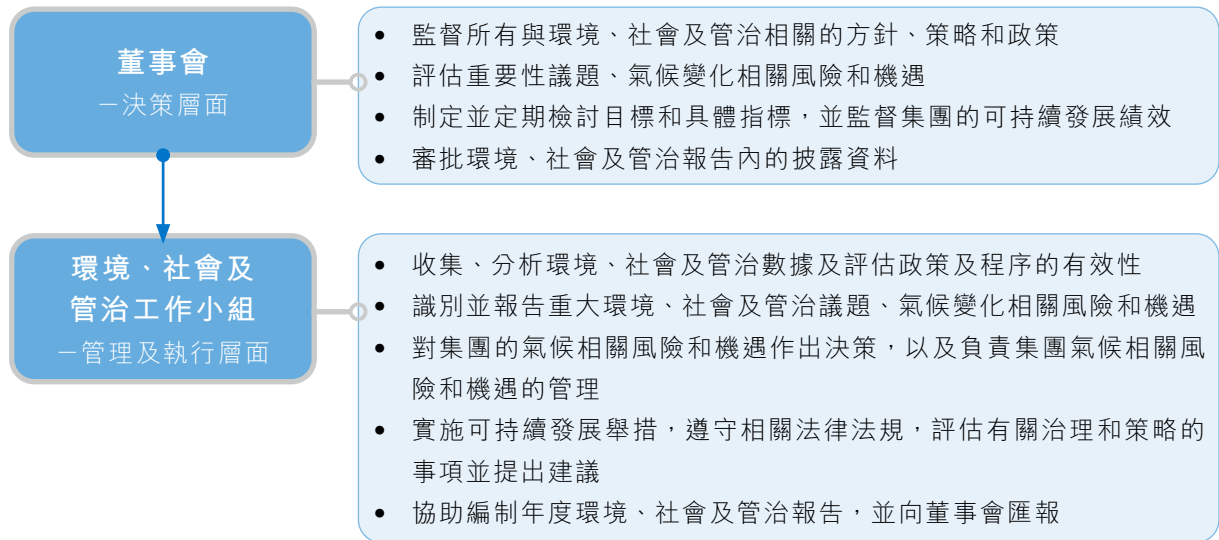 董事會
－決策層面
• 監督所有與環境、社會及管治相關的方針、策略和政策
• 評估重要性議題、氣候變化相關風險和機遇
• 制定並定期檢討目標和具體指標，並監督集團的可持續發展績效
• 審批環境、社會及管治報告內的披露資料
環境、社會及
管治工作小組
－管理及執行層面
• 收集、分析環境、社會及管治數據及評估政策及程序的有效性
• 識別並報告重大環境、社會及管治議題、氣候變化相關風險和機遇
• 對集團的氣候相關風險和機遇作出決策，以及負責集團氣候相關風
險和機遇的管理
• 實施可持續發展舉措，遵守相關法律法規，評估有關治理和策略的
事項並提出建議
• 協助編制年度環境、社會及管治報告，並向董事會匯報